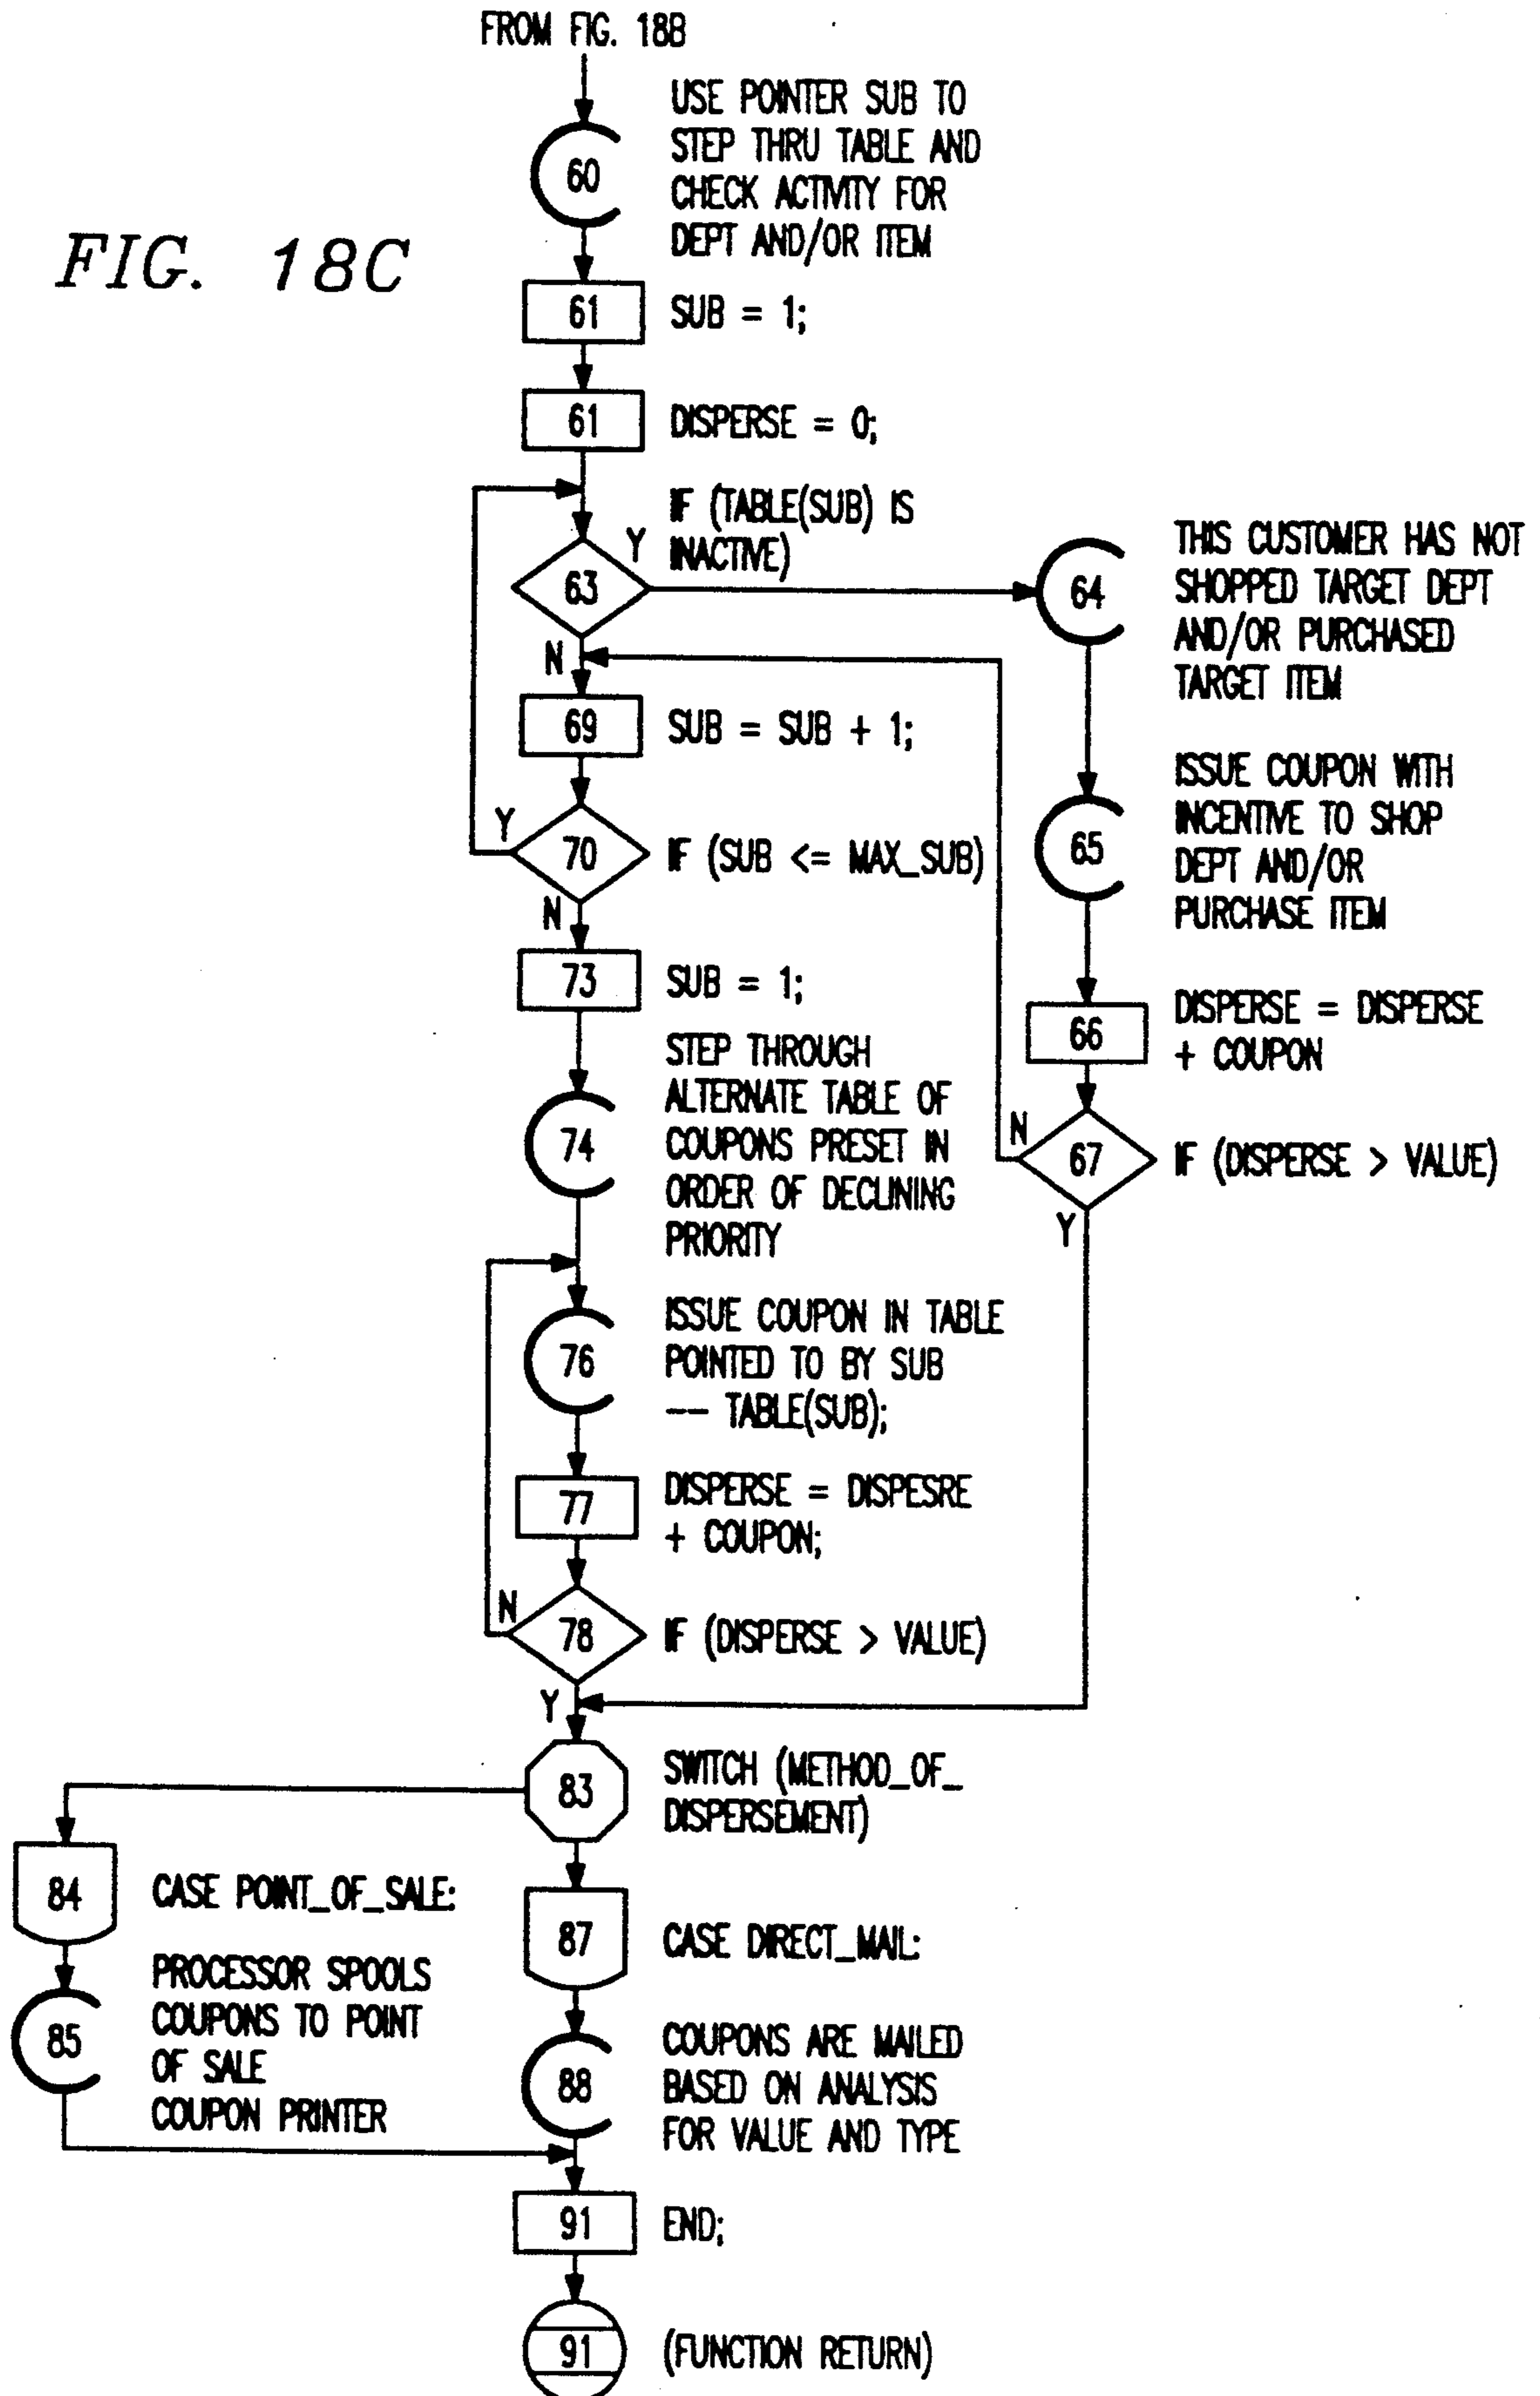 FROM FIG. 18B
USE POINTER SUB TO
STEP THRU TABLE AND
CHECK ACTIVITY FOR
DEPT AND/OR ITEM
60
FIG. 18C
61
SUB = 1;
61
DISPERSE = 0;
IF (TABLE(SUB) IS
INACTIVE)
Y
63
N
THIS CUSTOMER HAS NOT
SHOPPED TARGET DEPT
AND/OR PURCHASED
TARGET ITEM
64
69
SUB = SUB + 1;
Y
70
IF (SUB <= MAX_SUB)
N
ISSUE COUPON WITH
INCENTIVE TO SHOP
DEPT AND/OR
PURCHASE ITEM
65
73
SUB = 1;
66
DISPERSE = DISPERSE
+ COUPON
STEP THROUGH
ALTERNATE TABLE OF
COUPONS PRESET IN
ORDER OF DECLINING
PRIORITY
74
N
67
IF (DISPERSE > VALUE)
Y
ISSUE COUPON IN TABLE
POINTED TO BY SUB
-- TABLE(SUB);
76
77
DISPERSE = DISPESRE
+ COUPON;
N
78
IF (DISPERSE > VALUE)
Y
83
SWITCH (METHOD_OF_
DISPERSEMENT)
84
CASE POINT_OF_SALE:
87
CASE DIRECT_MAIL:
PROCESSOR SPOOLS
COUPONS TO POINT
OF SALE
COUPON PRINTER
85
88
COUPONS ARE MAILED
BASED ON ANALYSIS
FOR VALUE AND TYPE
91
END;
91
(FUNCTION RETURN)